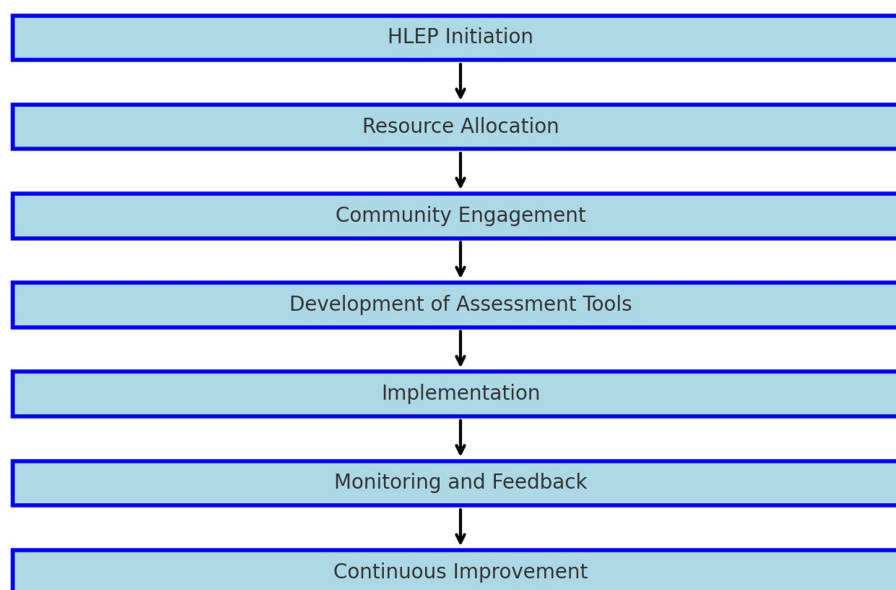 HLEP Initiation
Resource Allocation
Community Engagement
Development of Assessment Tools
Implementation
Monitoring and Feedback
Continuous Improvement